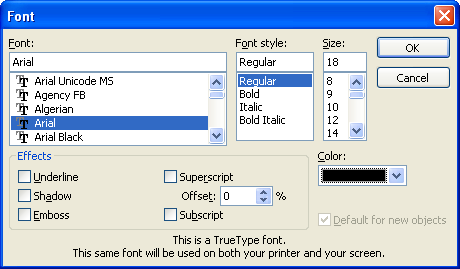 Font
Font: Font style: Size:
Arial Regular 18 OK
Arial Unicode MS Regular 8 Cancel
Agency FB Bold 9
Algerian Italic 10
Arial Bold Italic 12
Arial Black 14
Effects Color:
Underline Superscript
Shadow Offset: 0 %
Emboss Subscript Default for new objects
This is a TrueType font.
This same font will be used on both your printer and your screen.